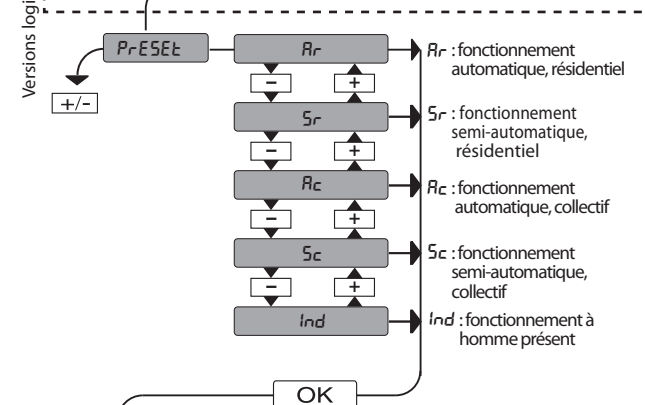 Versions logi
PrESEt
+/-
Ar
Ar : fonctionnement
automatique, résidentiel
- +
Sr
Sr : fonctionnement
semi-automatique,
résidentiel
- +
Ac
Ac : fonctionnement
automatique, collectif
- +
Sc
Sc : fonctionnement
semi-automatique,
collectif
- +
Ind
Ind : fonctionnement à
homme présent
OK